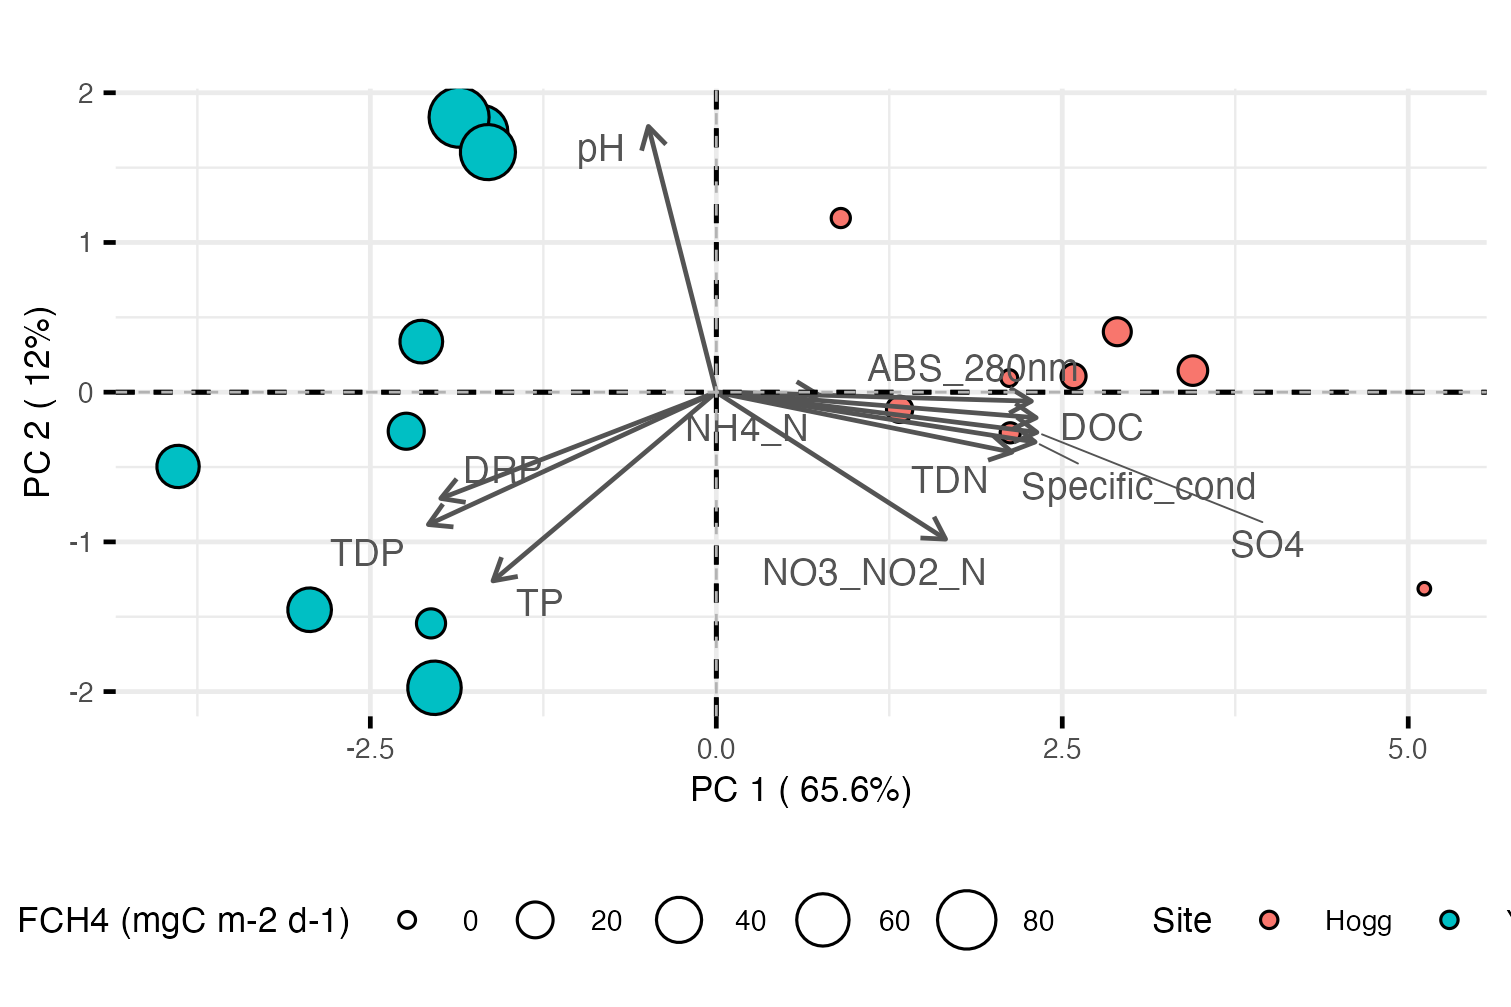 2
1
0
-1
-2
PC 2 ( 12%)
pH
ABS_280nm
NH4_N
DOC
DRP
TDN
Specific_cond
TDP
SO4
NO3_NO2_N
TP
-2.5 0.0 2.5 5.0
PC 1 ( 65.6%)
FCH4 (mgC m-2 d-1) 0 20 40 60 80 Site Hogg